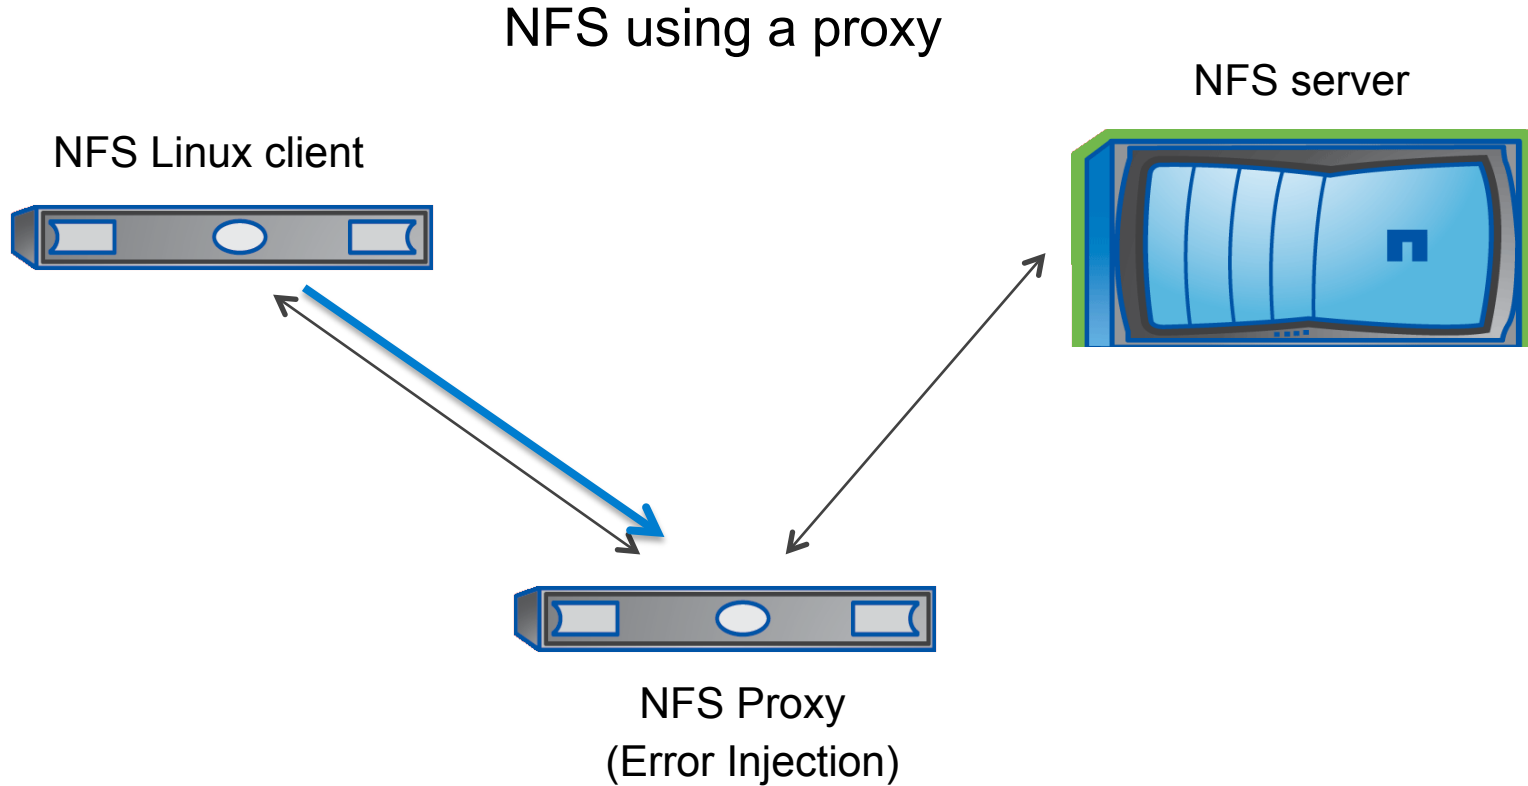 NFS using a proxy
NFS server
NFS Linux client
NFS Proxy
(Error Injection)